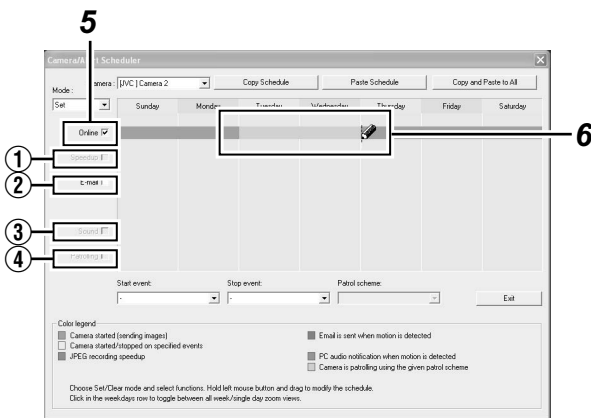 5
Camera/Alert Scheduler
Mode :
Camera :
JVC | Camera 2
Copy Schedule
Paste Schedule
Copy and Paste to All
Set
Sunday
Monday
Tuesday
Wednesday
Thursday
Friday
Saturday
Online
6
1
Speedup
2
E-mail
3
Sound
4
Patroling
Start event:
Stop event:
Patrol scheme:
-
-
Exit
Color legend
Camera started (sending images)
Camera started/stopped on specified events
JPEG recording speedup
Email is sent when motion is detected
PC audio notification when motion is detected
Camera is patrolling using the given patrol scheme
Choose Set/Clear mode and select functions. Hold left mouse button and drag to modify the schedule.
Click in the weekdays row to toggle between all week/single day zoom views.